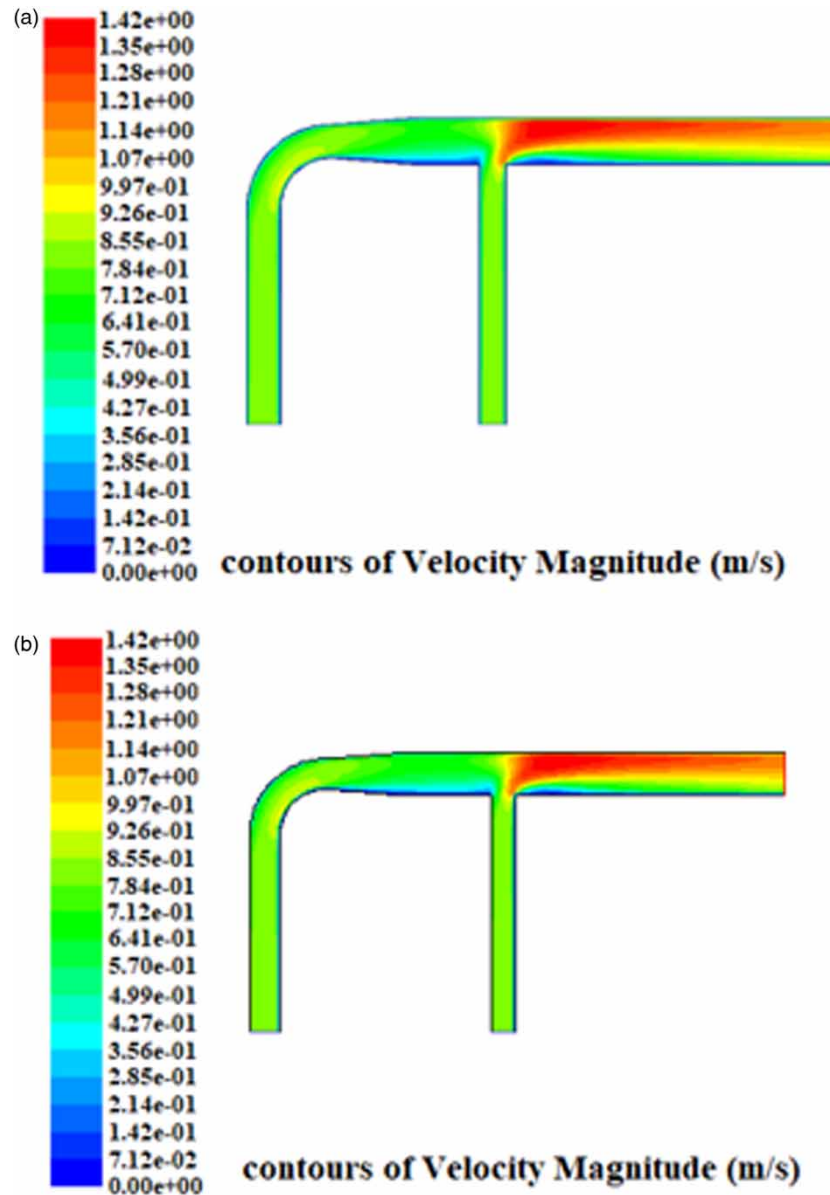 (a)
1.42e+00
1.35e+00
1.28e+00
1.21e+00
1.14e+00
1.07e+00
9.97e-01
9.26e-01
8.55e-01
7.84e-01
7.12e-01
6.41e-01
5.70e-01
4.99e-01
4.27e-01
3.56e-01
2.85e-01
2.14e-01
1.42e-01
7.12e-02
0.00e+00
contours of Velocity Magnitude (m/s)
(b)
1.42e+00
1.35e+00
1.28e+00
1.21e+00
1.14e+00
1.07e+00
9.97e-01
9.26e-01
8.55e-01
7.84e-01
7.12e-01
6.41e-01
5.70e-01
4.99e-01
4.27e-01
3.56e-01
2.85e-01
2.14e-01
1.42e-01
7.12e-02
0.00e+00
contours of Velocity Magnitude (m/s)